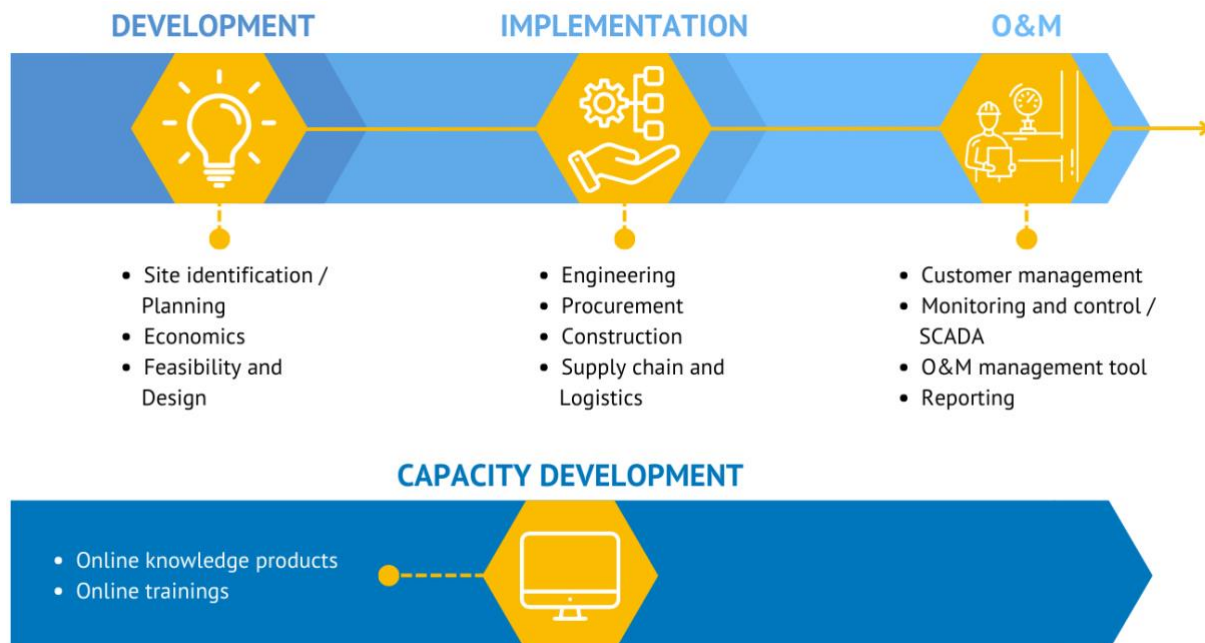 DEVELOPMENT
IMPLEMENTATION
O&M
• Site identification /
Planning
• Economics
• Feasibility and
Design
• Engineering
• Procurement
• Construction
• Supply chain and
Logistics
• Customer management
• Monitoring and control /
SCADA
• O&M management tool
• Reporting
CAPACITY DEVELOPMENT
• Online knowledge products
• Online trainings